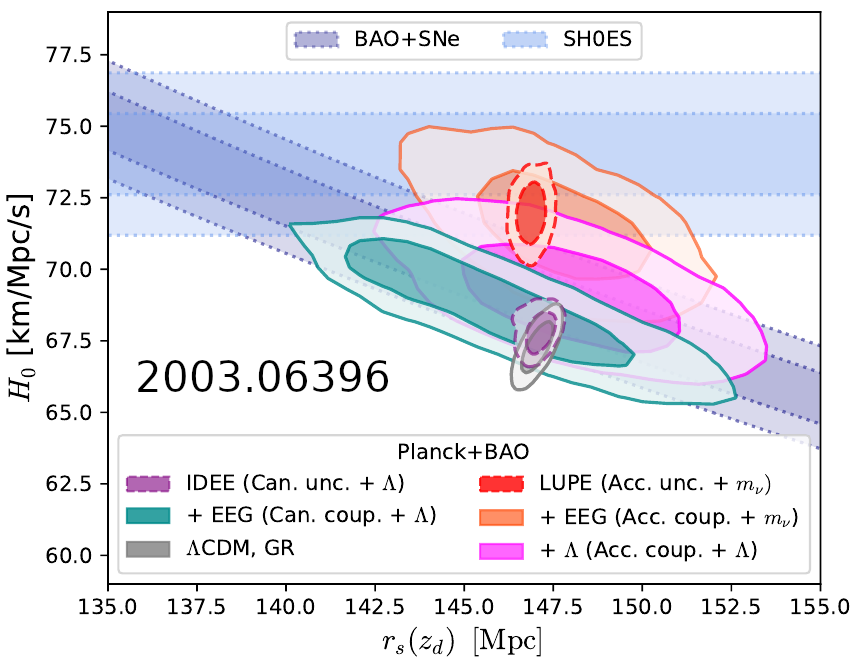 BAO+SNe SH0ES
77.5
75.0
72.5
70.0
67.5
65.0
62.5
60.0
H₀ [km/Mpc/s]
2003.06396
Planck+BAO
IDEE (Can. unc. + Λ) LUPE (Acc. unc. + mᵥ)
+ EEG (Can. coup. + Λ) + EEG (Acc. coup. + mᵥ)
ΛCDM, GR + Λ (Acc. coup. + Λ)
135.0 137.5 140.0 142.5 145.0 147.5 150.0 152.5 155.0
rₛ(z_d) [Mpc]